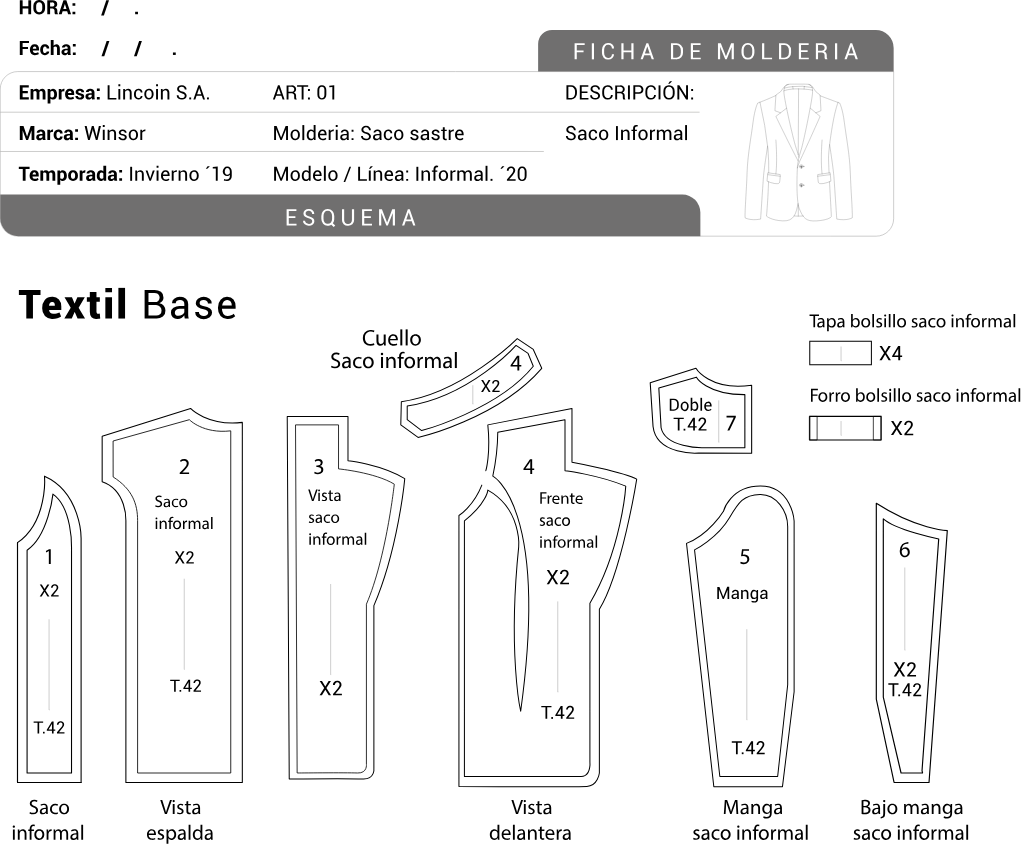 HORA: / .
Fecha: / / .
FICHA DE MOLDERIA
Empresa: Lincoin S.A.
ART: 01
DESCRIPCIÓN:
Marca: Winsor
Molderia: Saco sastre
Saco Informal
Temporada: Invierno ´19
Modelo / Línea: Informal. ´20
ESQUEMA
Textil Base
Cuello
Saco informal
4
X2
Tapa bolsillo saco informal
X4
Forro bolsillo saco informal
X2
Doble
T.42
7
1
X2
T.42
Saco
informal
2
Saco
informal
X2
T.42
Vista
espalda
3
Vista
saco
informal
X2
4
Frente
saco
informal
X2
T.42
Vista
delantera
5
Manga
T.42
Manga
saco informal
6
X2
T.42
Bajo manga
saco informal